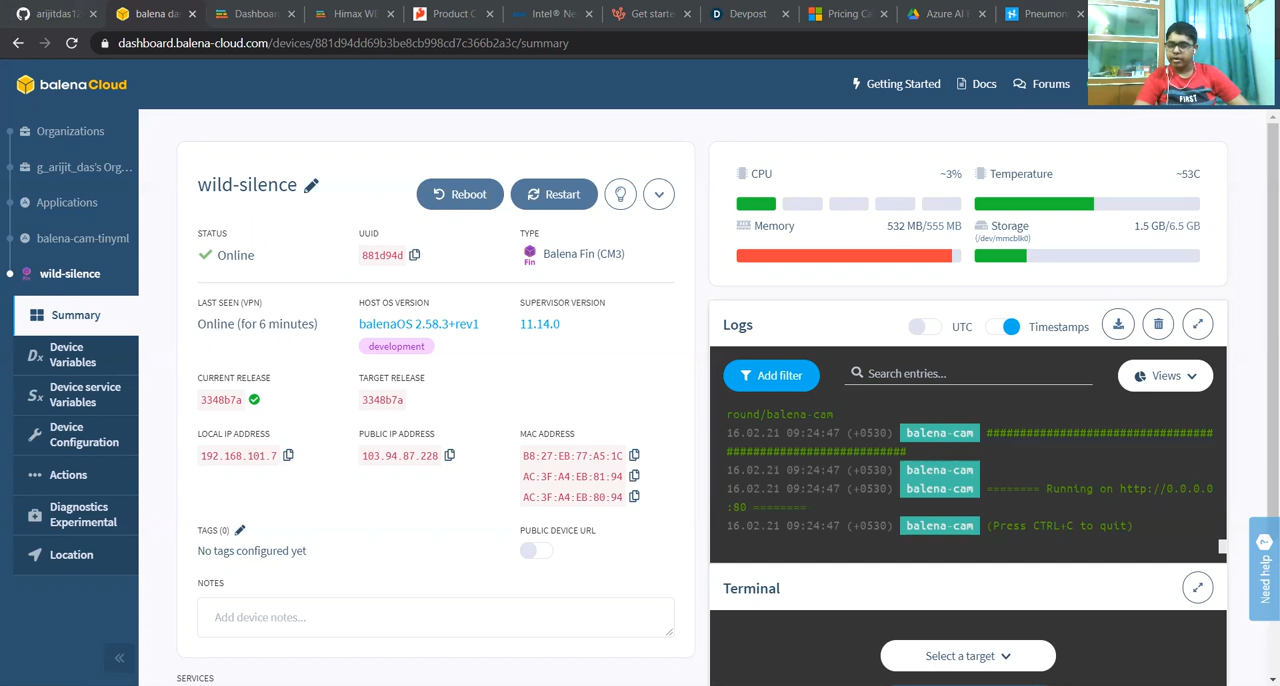 arijitdas12
balena da
Dashboar
Himax W
Product C
Intel® Ne
Get starte
Devpost
Pricing C
Azure AI
Pneumon
dashboard.balena-cloud.com/devices/881d94dd69b3be8cb998cd7c366b2a3c/summary
balenaCloud
Getting Started
Docs
Forums
FIRST
Organizations
g_arijit_das's Org...
Applications
balena-cam-tinyml
wild-silence
Summary
Dx Device
Variables
Sx Device service
Variables
Device
Configuration
Actions
Diagnostics
Experimental
Location
wild-silence
Reboot
Restart
STATUS
UUID
TYPE
Online
881d94d
Fin
Balena Fin (CM3)
LAST SEEN (VPN)
HOST OS VERSION
SUPERVISOR VERSION
Online (for 6 minutes)
balenaOS 2.58.3+rev1
11.14.0
development
CURRENT RELEASE
TARGET RELEASE
3348b7a
3348b7a
LOCAL IP ADDRESS
PUBLIC IP ADDRESS
MAC ADDRESS
192.168.101.7
103.94.87.228
B8:27:EB:77:A5:1C
AC:3F:A4:EB:81:94
AC:3F:A4:EB:80:94
TAGS (0)
PUBLIC DEVICE URL
No tags configured yet
NOTES
Add device notes...
SERVICES
CPU
~3%
Temperature
~53C
Memory
532 MB/555 MB
Storage
1.5 GB/6.5 GB
(/dev/mmcblk0)
Logs
UTC
Timestamps
Add filter
Search entries...
Views
round/balena-cam
16.02.21 09:24:47 (+0530) balena-cam ##################################
###########################
16.02.21 09:24:47 (+0530) balena-cam
16.02.21 09:24:47 (+0530) balena-cam ======== Running on http://0.0.0.0
:80 ========
16.02.21 09:24:47 (+0530) balena-cam (Press CTRL+C to quit)
Terminal
Select a target
Need help
?